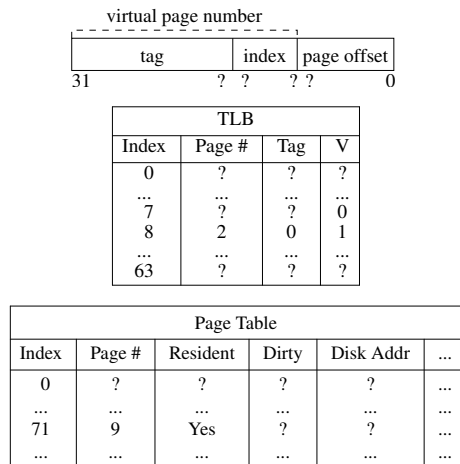 virtual page number
tag index page offset
31 ? ? ? ? 0
TLB
Index Page # Tag V
0 ? ? ?
... ... ... ...
7 ? ? 0
8 2 0 1
... ... ... ...
63 ? ? ?
Page Table
Index Page # Resident Dirty Disk Addr ...
0 ? ? ? ? ...
... ... ... ... ... ...
71 9 Yes ? ? ...
... ... ... ... ... ...